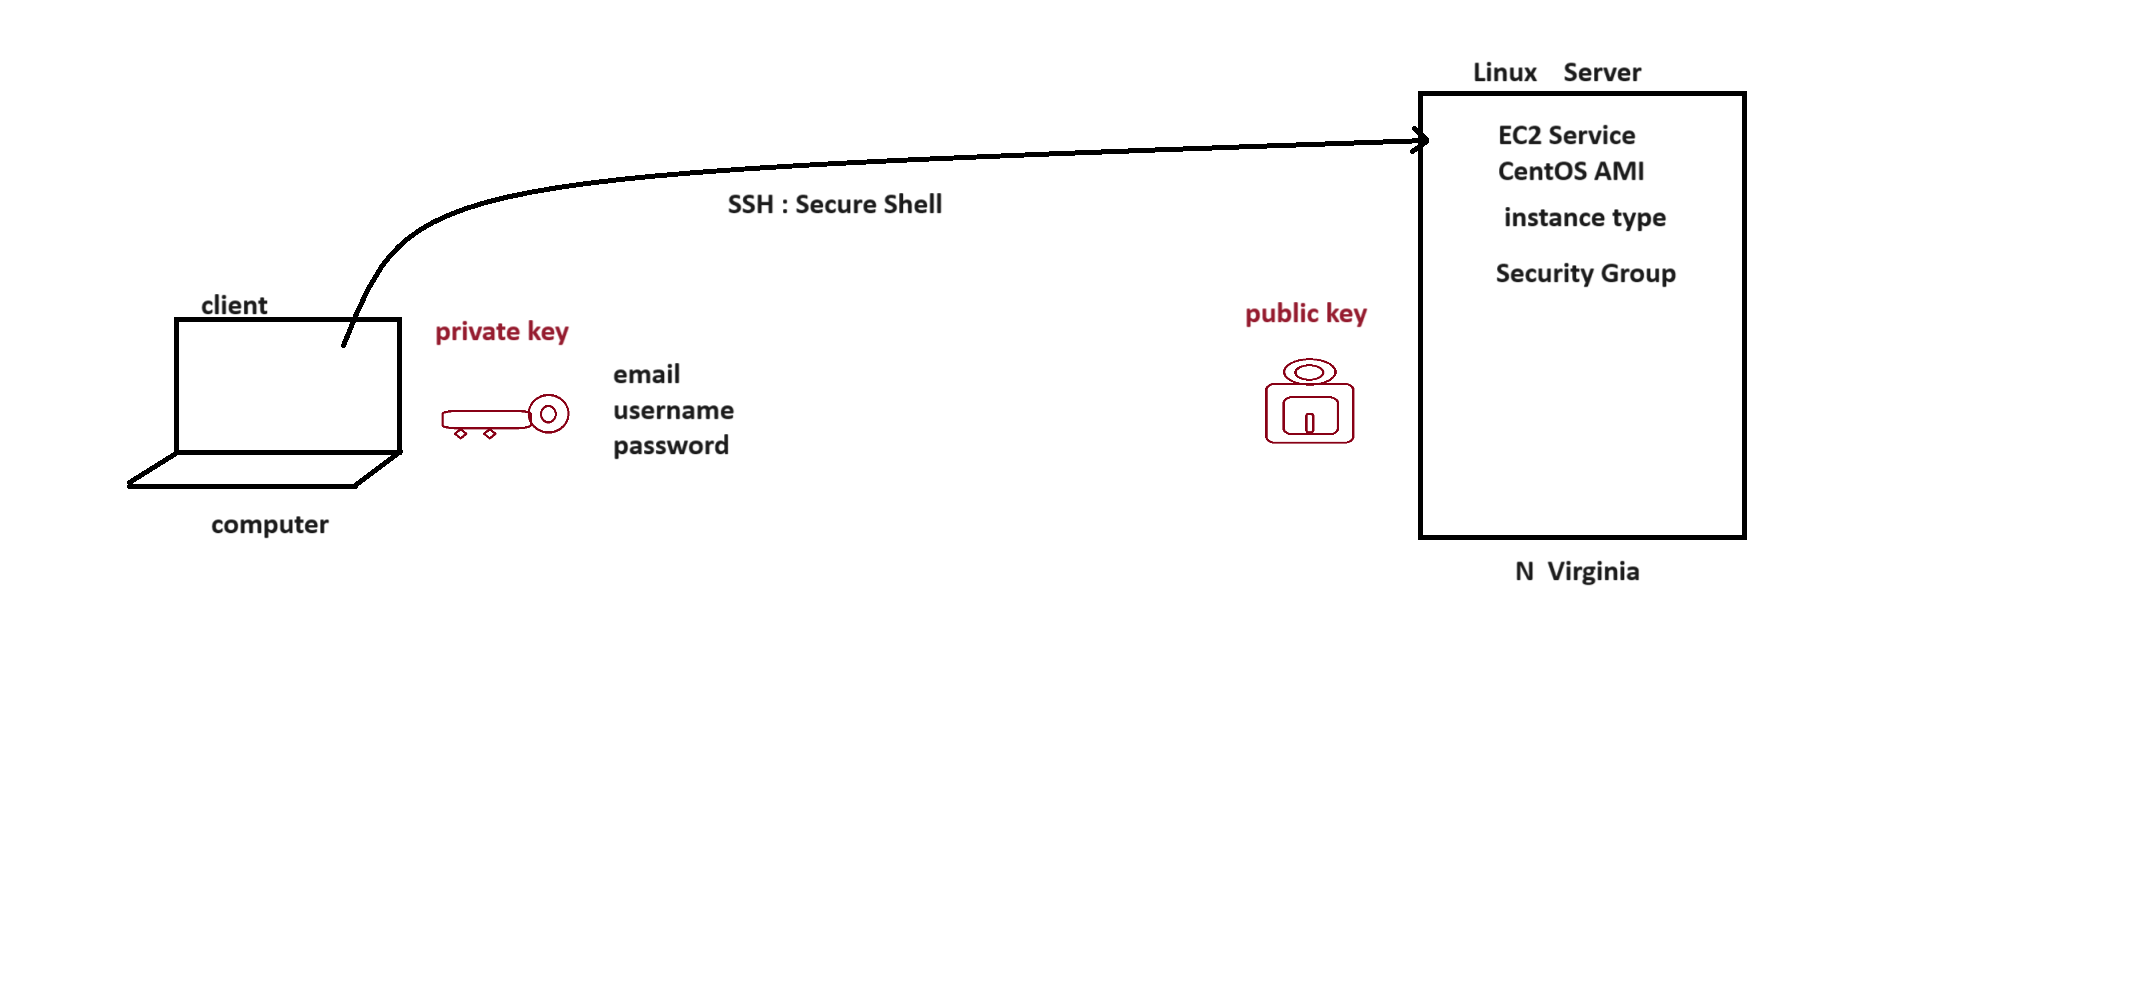 Linux Server
EC2 Service
CentOS AMI
instance type
Security Group
SSH : Secure Shell
client
private key
public key
email
username
password
computer
N Virginia